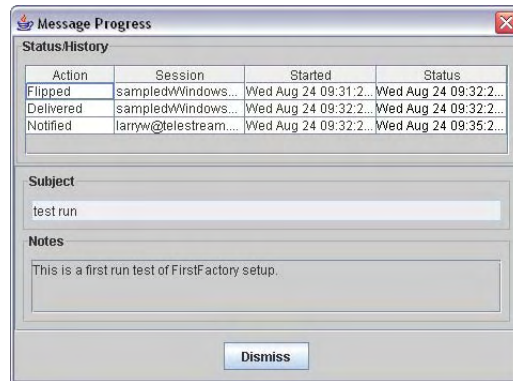 Message Progress
Status/History
Action Session Started Status
Flipped sampledvWindows... Wed Aug 24 09:31:2... Wed Aug 24 09:32:2...
Delivered sampledvWindows... Wed Aug 24 09:32:2... Wed Aug 24 09:32:2...
Notified larryw@telestream.... Wed Aug 24 09:32:2... Wed Aug 24 09:35:2...
Subject
test run
Notes
This is a first run test of FirstFactory setup.
Dismiss